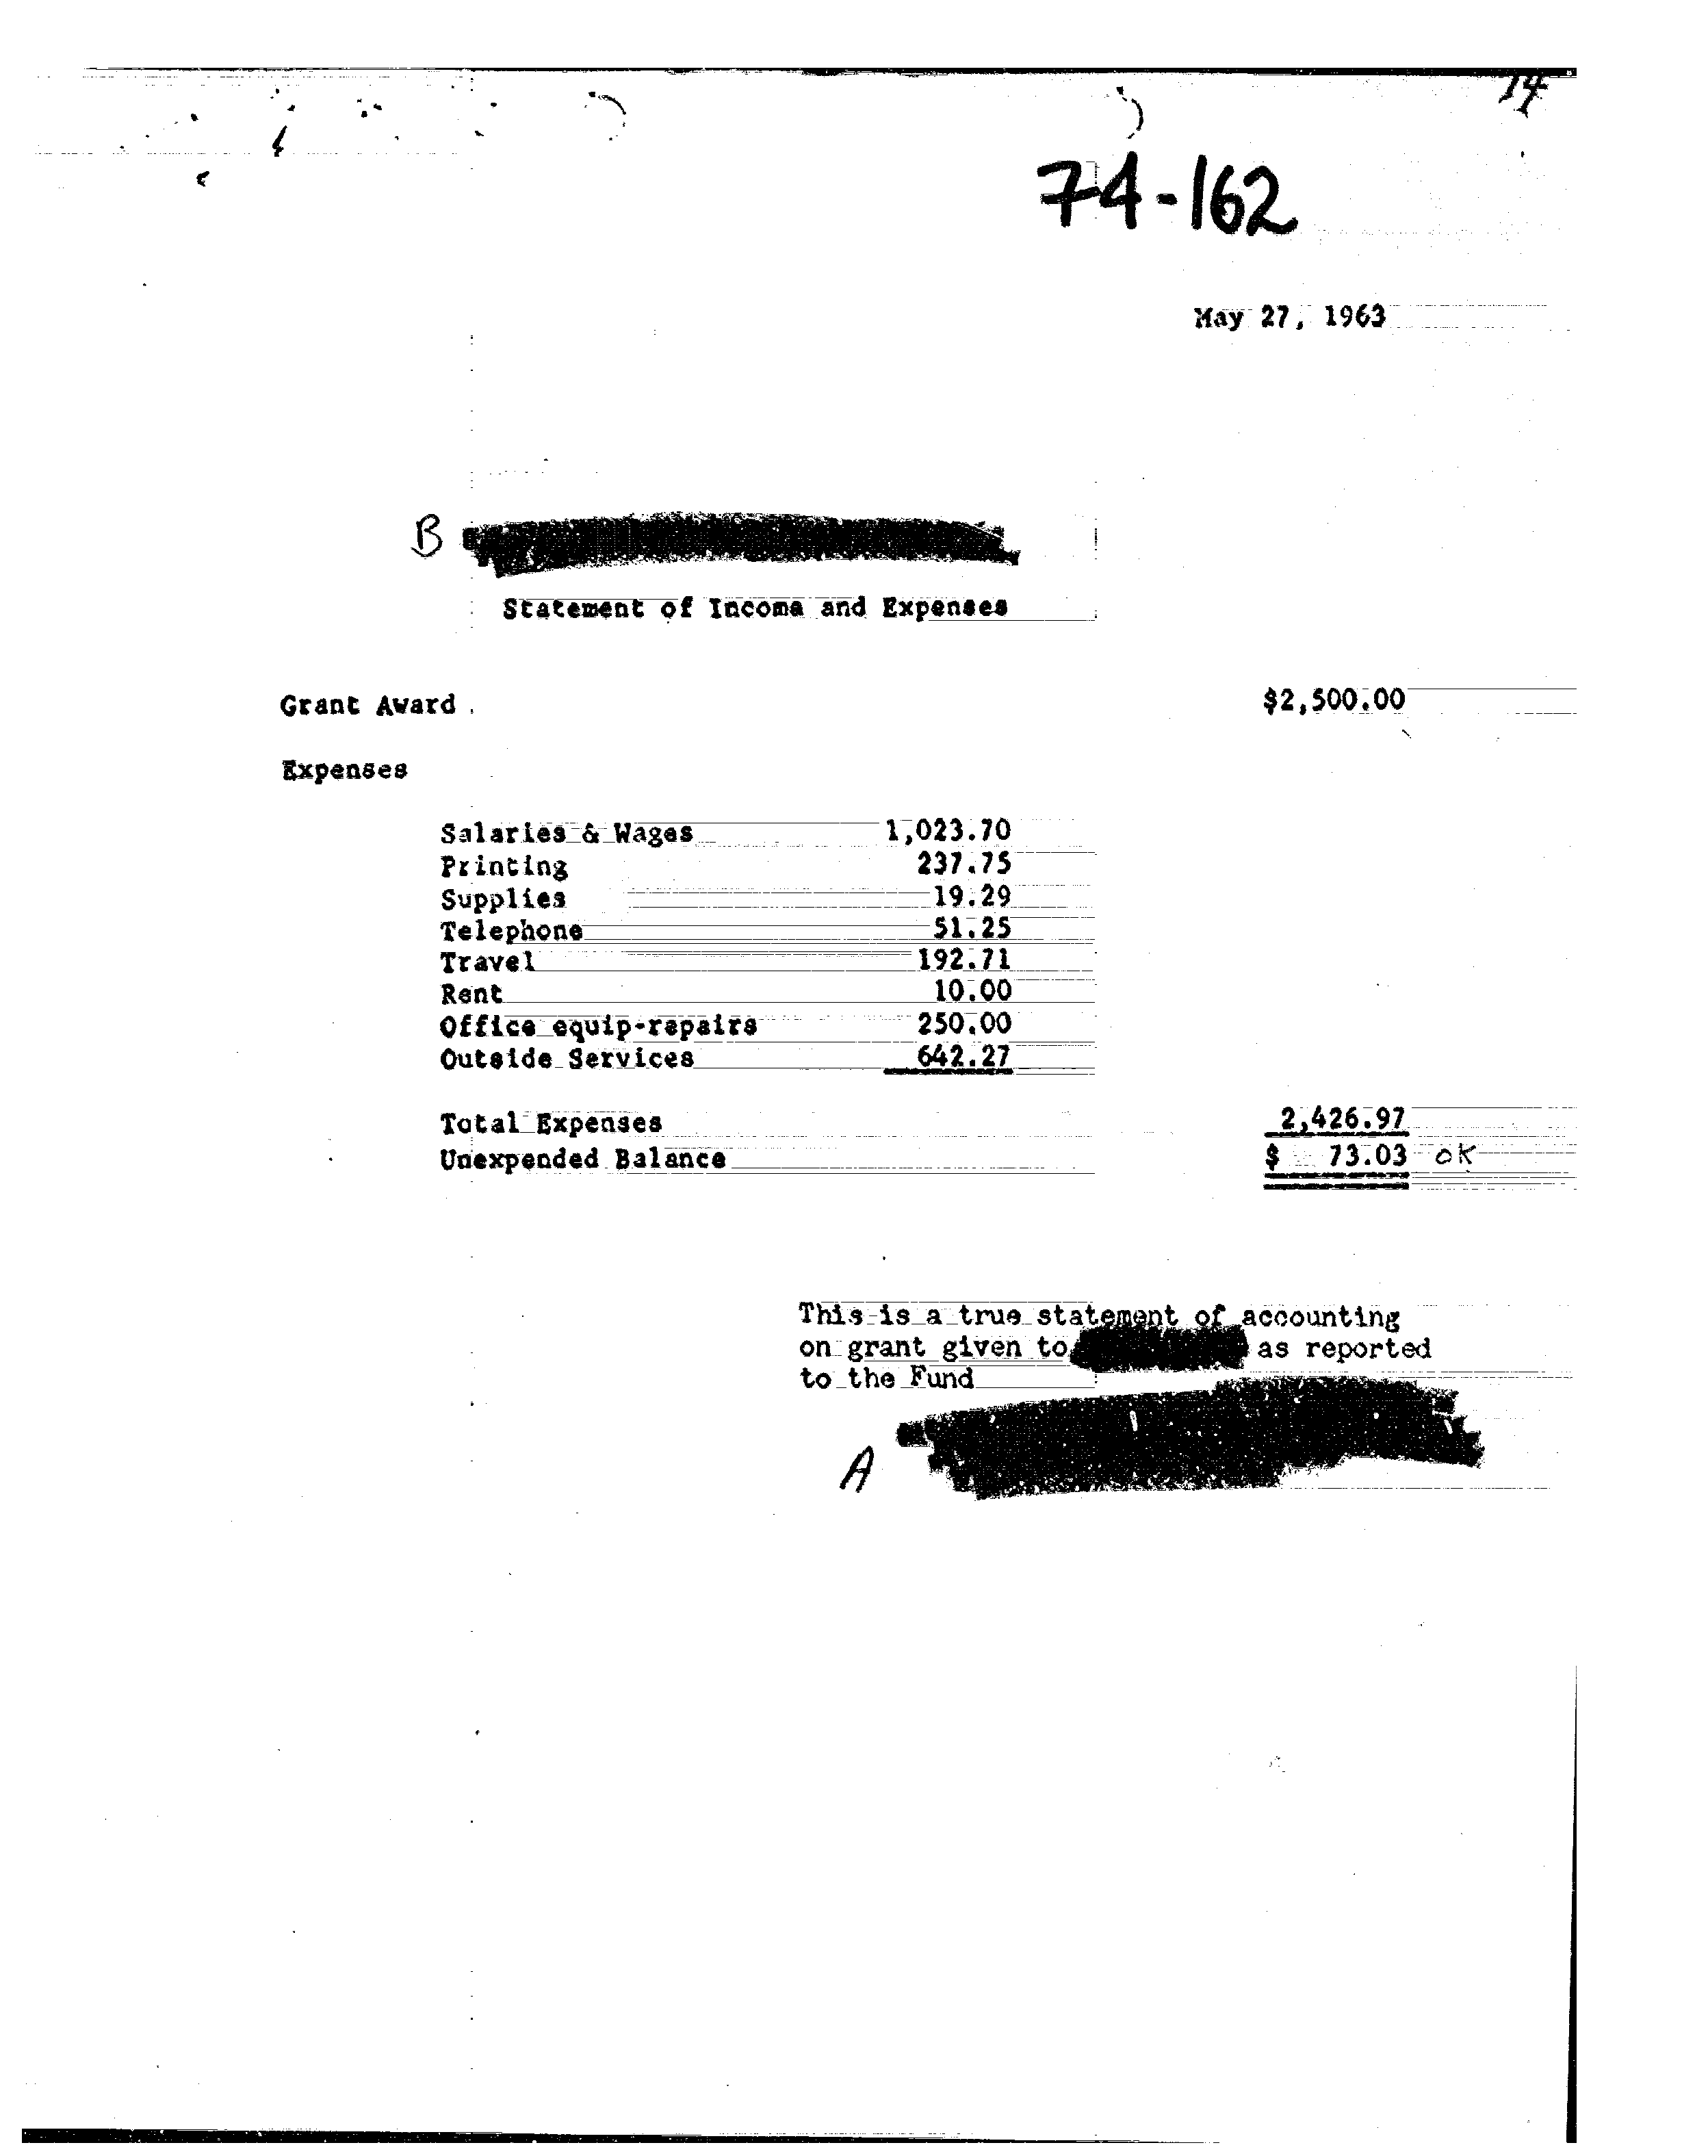 14
74-162
May 27, 1963
B
Statement of Income and Expenses
Grant Award $2,500.00
Expenses
Salaries & Wages 1,023.70
Printing 237.75
Supplies 19.29
Telephone 51.25
Travel 192.71
Rent 10.00
Office equip-repairs 250.00
Outside Services 642.27
Total Expenses 2,426.97
Unexpended Balance $ 73.03 ok
This is a true statement of accounting
on grant given to as reported
to the Fund
A